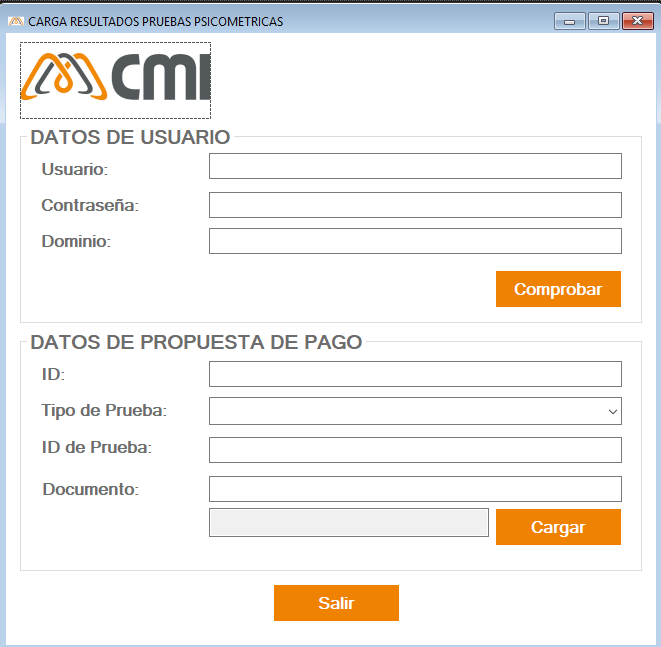 CARGA RESULTADOS PRUEBAS PSICOMETRICAS
cmi
DATOS DE USUARIO
Usuario:
Contraseña:
Dominio:
Comprobar
DATOS DE PROPUESTA DE PAGO
ID:
Tipo de Prueba:
ID de Prueba:
Documento:
Cargar
Salir